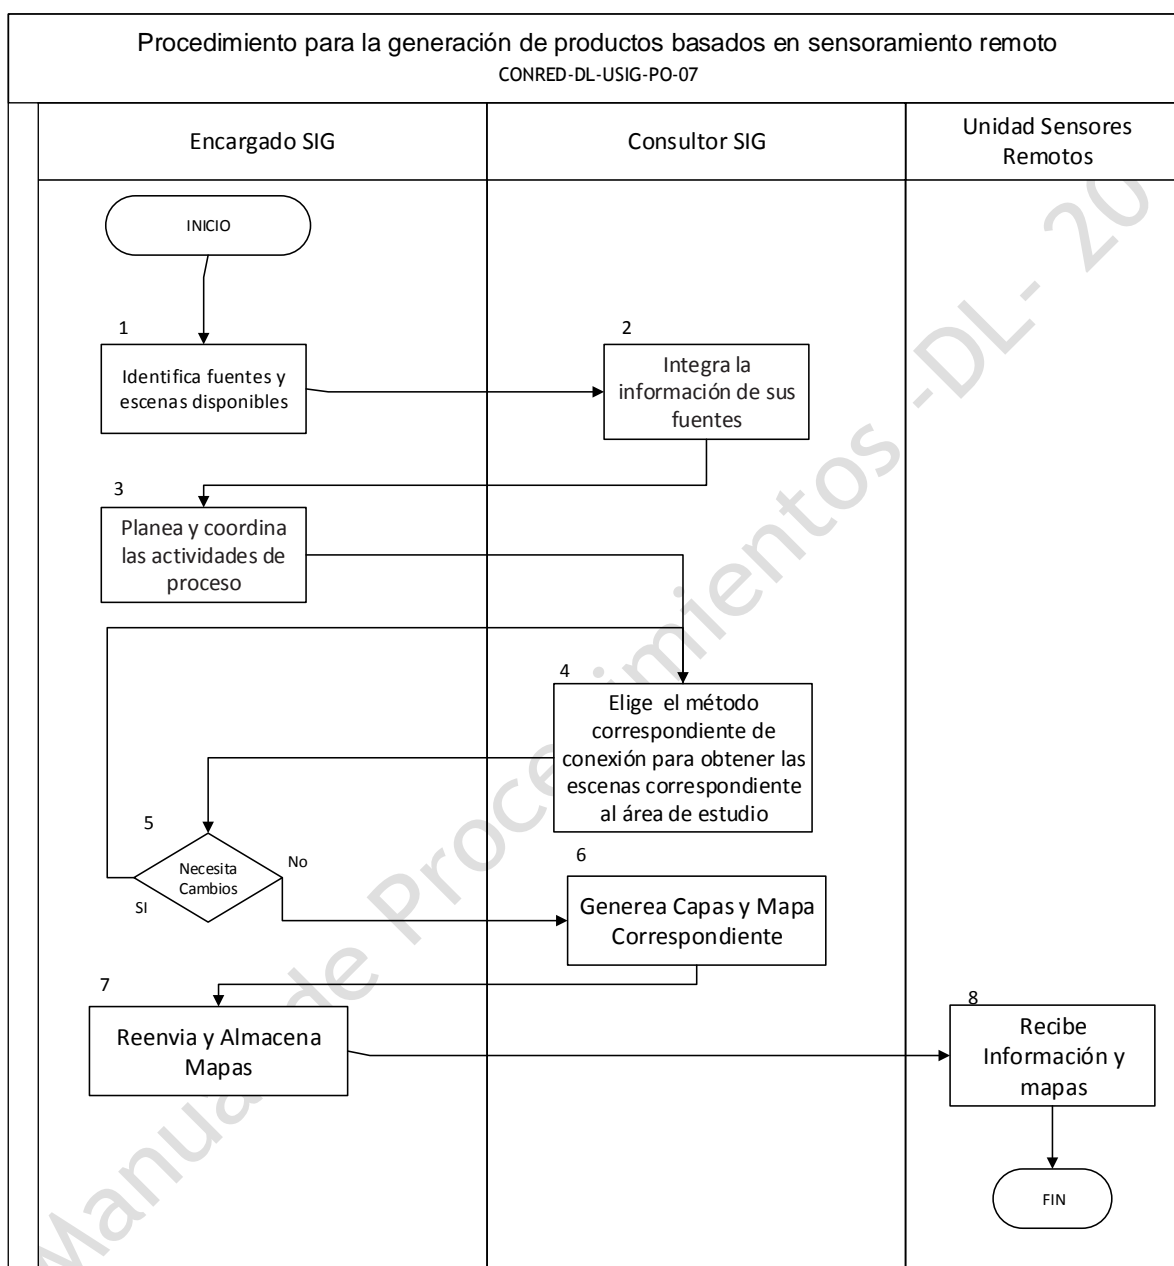 Procedimiento para la generación de productos basados en sensoramiento remoto
CONRED-DL-USIG-PO-07
Encargado SIG
Consultor SIG
Unidad Sensores
Remotos
INICIO
1
Identifica fuentes y
escenas disponibles
2
Integra la
información de sus
fuentes
3
Planea y coordina
las actividades de
proceso
4
Elige el método
correspondiente de
conexión para obtener las
escenas correspondiente
al área de estudio
5
Necesita
Cambios
No
SI
6
Generea Capas y Mapa
Correspondiente
7
Reenvia y Almacena
Mapas
8
Recibe
Información y
mapas
FIN
Manual de Procedimientos -DL- 20